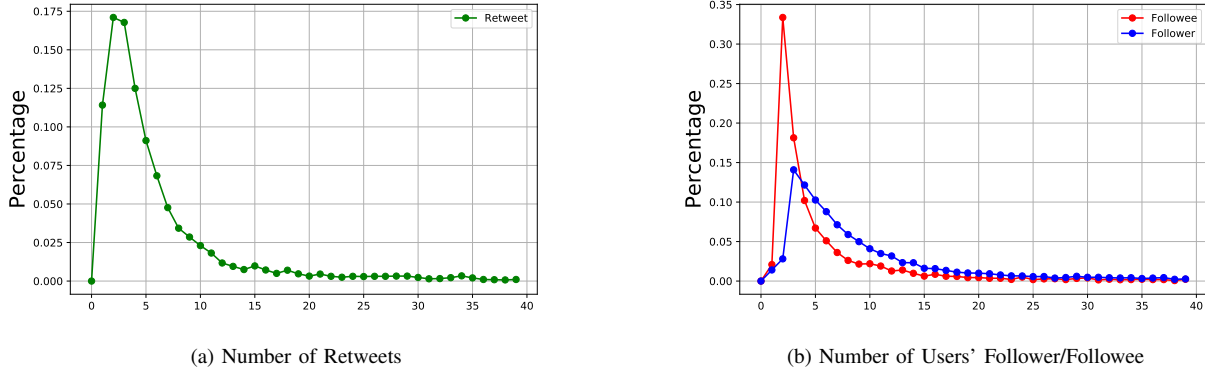 0.175
0.150
0.125
0.100
0.075
0.050
0.025
0.000
Percentage
Retweet
0 5 10 15 20 25 30 35 40
(a) Number of Retweets
0.35
0.30
0.25
0.20
0.15
0.10
0.05
0.00
Percentage
Followee
Follower
0 5 10 15 20 25 30 35 40
(b) Number of Users' Follower/Followee